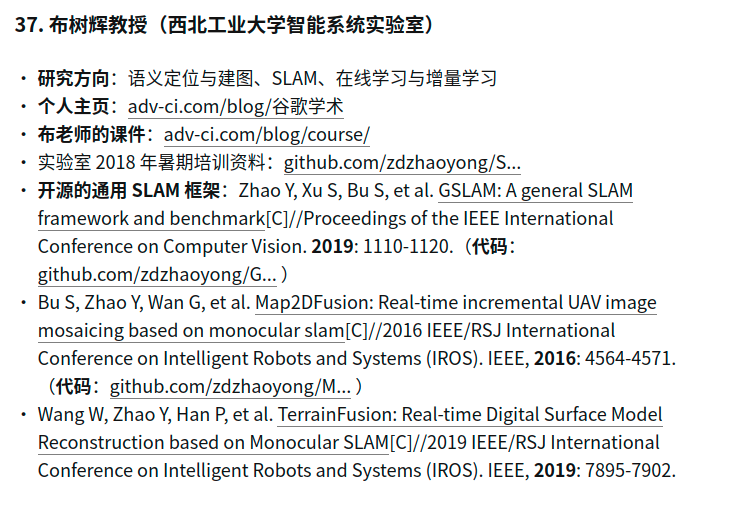 37. 布树辉教授（西北工业大学智能系统实验室）
· 研究方向：语义定位与建图、SLAM、在线学习与增量学习
· 个人主页：adv-ci.com/blog/谷歌学术
· 布老师的课件：adv-ci.com/blog/course/
· 实验室 2018 年暑期培训资料：github.com/zdzhaoyong/S...
· 开源的通用 SLAM 框架：Zhao Y, Xu S, Bu S, et al. GSLAM: A general SLAM
framework and benchmark[C]//Proceedings of the IEEE International
Conference on Computer Vision. 2019: 1110-1120.（代码：
github.com/zdzhaoyong/G... ）
· Bu S, Zhao Y, Wan G, et al. Map2DFusion: Real-time incremental UAV image
mosaicing based on monocular slam[C]//2016 IEEE/RSJ International
Conference on Intelligent Robots and Systems (IROS). IEEE, 2016: 4564-4571.
（代码：github.com/zdzhaoyong/M... ）
· Wang W, Zhao Y, Han P, et al. TerrainFusion: Real-time Digital Surface Model
Reconstruction based on Monocular SLAM[C]//2019 IEEE/RSJ International
Conference on Intelligent Robots and Systems (IROS). IEEE, 2019: 7895-7902.